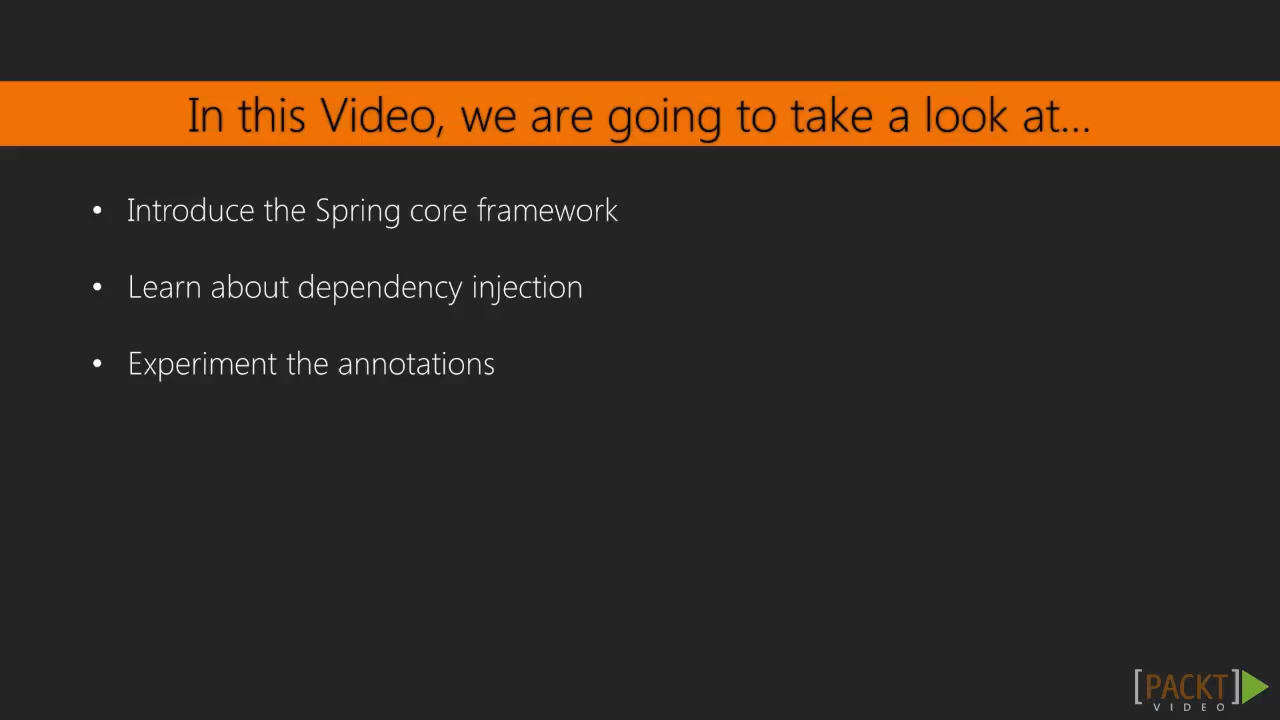 In this Video, we are going to take a look at...
• Introduce the Spring core framework
• Learn about dependency injection
• Experiment the annotations
[PACKT]
VIDEO